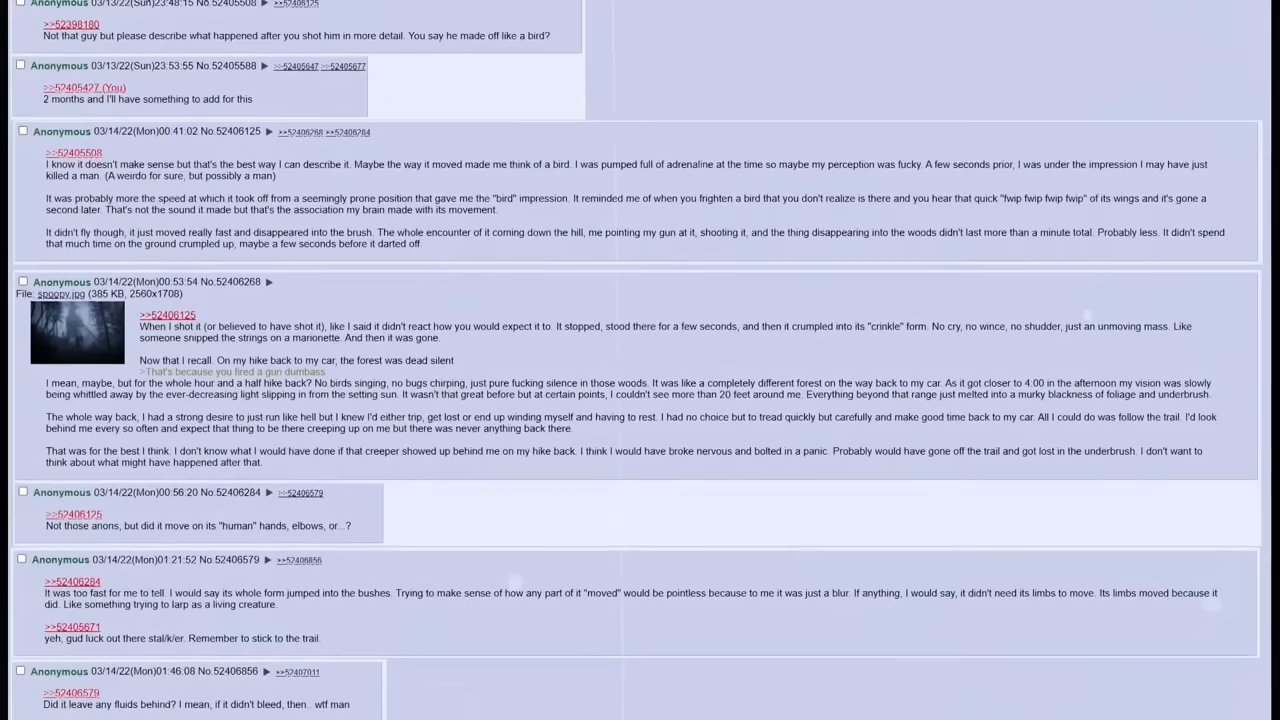 Anonymous 03/13/22(Sun)23:48:15 No.52405508 ▶ >>52406125
>>52398180
Not that guy but please describe what happened after you shot him in more detail. You say he made off like a bird?
Anonymous 03/13/22(Sun)23:53:55 No.52405588 ▶ >>52405647 >>52405677
>>52405427 (You)
2 months and I'll have something to add for this
Anonymous 03/14/22(Mon)00:41:02 No.52406125 ▶ >>52406268 >>52406284
>>52405508
I know it doesn't make sense but that's the best way I can describe it. Maybe the way it moved made me think of a bird. I was pumped full of adrenaline at the time so maybe my perception was fucky. A few seconds prior, I was under the impression I may have just
killed a man. (A weirdo for sure, but possibly a man)
It was probably more the speed at which it took off from a seemingly prone position that gave me the "bird" impression. It reminded me of when you frighten a bird that you don't realize is there and you hear that quick "fwip fwip fwip fwip" of its wings and it's gone a
second later. That's not the sound it made but that's the association my brain made with its movement.
It didn't fly though, it just moved really fast and disappeared into the brush. The whole encounter of it coming down the hill, me pointing my gun at it, shooting it, and the thing disappearing into the woods didn't last more than a minute total. Probably less. It didn't spend
that much time on the ground crumpled up, maybe a few seconds before it darted off
Anonymous 03/14/22(Mon)00:53:54 No.52406268 ▶
File: spoopy.jpg (385 KB, 2560x1708)
>>52406125
When I shot it (or believed to have shot it), like I said it didn't react how you would expect it to. It stopped, stood there for a few seconds, and then it crumpled into its "crinkle" form. No cry, no wince, no shudder, just an unmoving mass. Like
someone snipped the strings on a marionette. And then it was gone.
Now that I recall. On my hike back to my car, the forest was dead silent
>That's because you fired a gun dumbass
I mean, maybe, but for the whole hour and a half hike back? No birds singing, no bugs chirping, just pure fucking silence in those woods. It was like a completely different forest on the way back to my car. As it got closer to 4:00 in the afternoon my vision was slowly
being whittled away by the ever-decreasing light slipping in from the setting sun. It wasn't that great before but at certain points, I couldn't see more than 20 feet around me. Everything beyond that range just melted into a murky blackness of foliage and underbrush.
The whole way back, I had a strong desire to just run like hell but I knew I'd either trip, get lost or end up winding myself and having to rest. I had no choice but to tread quickly but carefully and make good time back to my car. All I could do was follow the trail. I'd look
behind me every so often and expect that thing to be there creeping up on me but there was never anything back there.
That was for the best I think. I don't know what I would have done if that creeper showed up behind me on my hike back. I think I would have broke nervous and bolted in a panic. Probably would have gone off the trail and got lost in the underbrush. I don't want to
think about what might have happened after that.
Anonymous 03/14/22(Mon)00:56:20 No.52406284 ▶ >>52406579
>>52406125
Not those anons, but did it move on its "human" hands, elbows, or...?
Anonymous 03/14/22(Mon)01:21:52 No.52406579 ▶ >>52406856
>>52406284
It was too fast for me to tell. I would say its whole form jumped into the bushes. Trying to make sense of how any part of it "moved" would be pointless because to me it was just a blur. If anything, I would say, it didn't need its limbs to move. Its limbs moved because it
did. Like something trying to larp as a living creature.
>>52405671
yeh, gud luck out there stal/k/er. Remember to stick to the trail.
Anonymous 03/14/22(Mon)01:46:08 No.52406856 ▶ >>52407011
>>52406579
Did it leave any fluids behind? I mean, if it didn't bleed, then.. wtf man